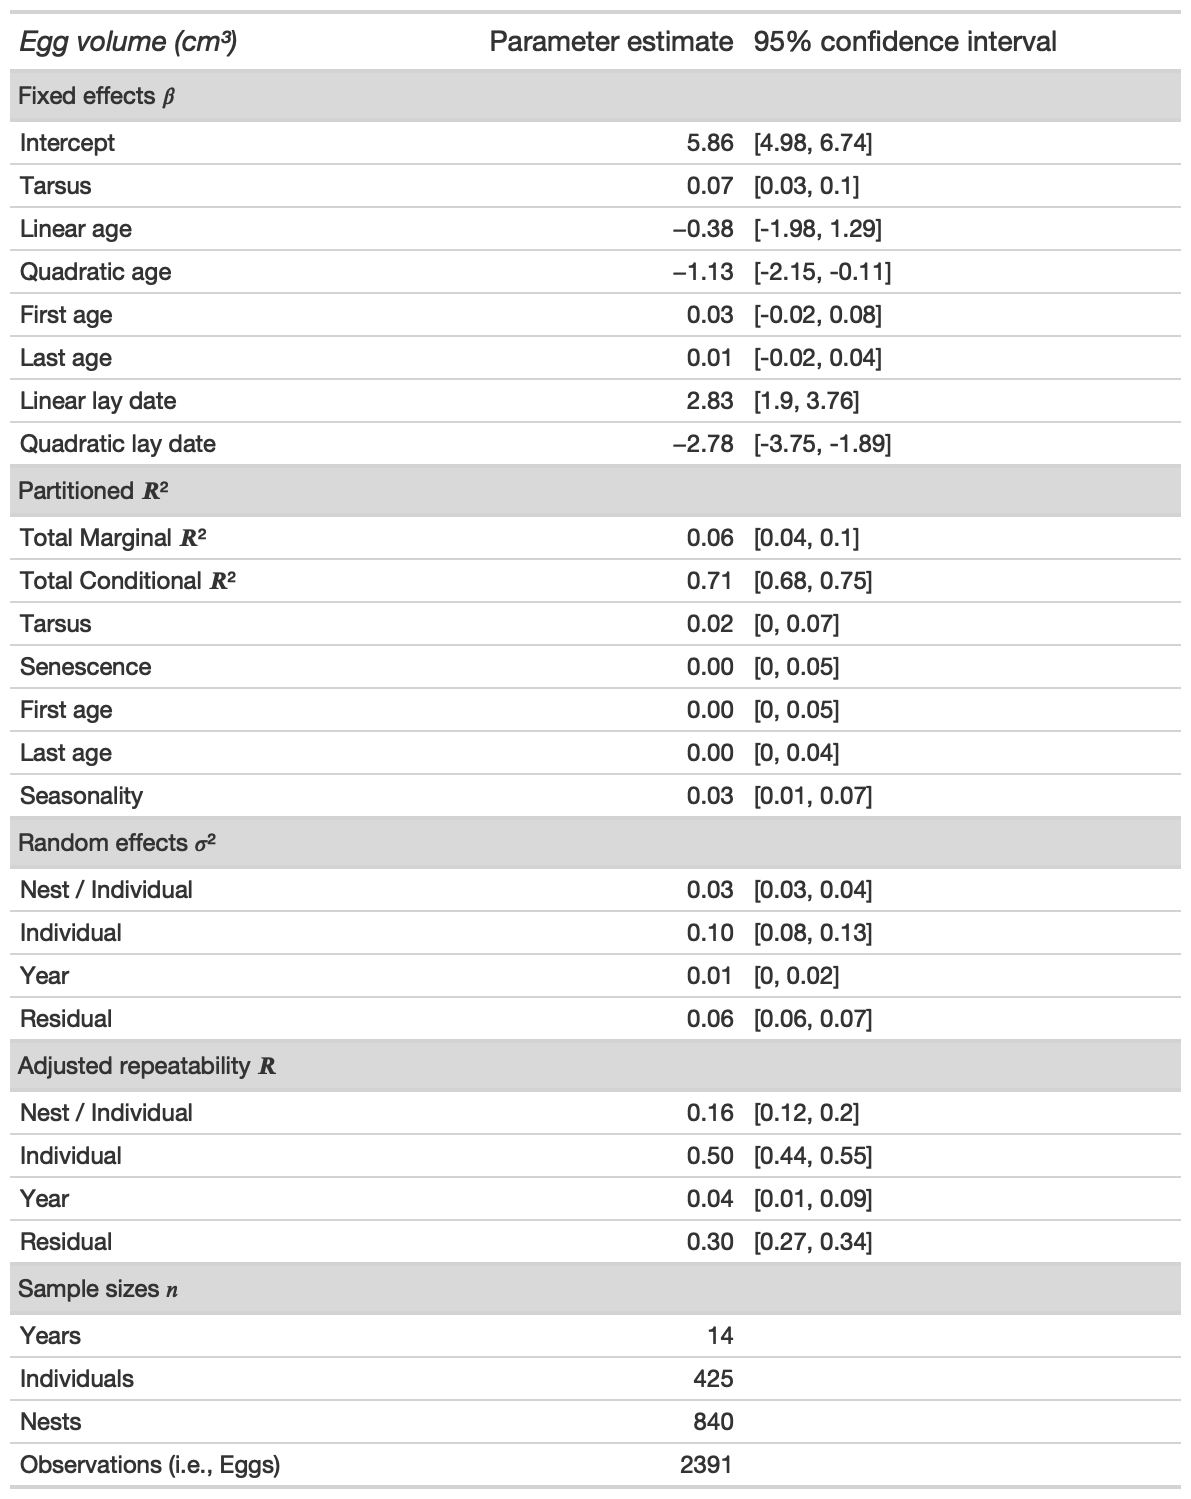 Egg volume (cm³) Parameter estimate 95% confidence interval
Fixed effects β
Intercept 5.86 [4.98, 6.74]
Tarsus 0.07 [0.03, 0.1]
Linear age −0.38 [-1.98, 1.29]
Quadratic age −1.13 [-2.15, -0.11]
First age 0.03 [-0.02, 0.08]
Last age 0.01 [-0.02, 0.04]
Linear lay date 2.83 [1.9, 3.76]
Quadratic lay date −2.78 [-3.75, -1.89]
Partitioned R²
Total Marginal R² 0.06 [0.04, 0.1]
Total Conditional R² 0.71 [0.68, 0.75]
Tarsus 0.02 [0, 0.07]
Senescence 0.00 [0, 0.05]
First age 0.00 [0, 0.05]
Last age 0.00 [0, 0.04]
Seasonality 0.03 [0.01, 0.07]
Random effects σ²
Nest / Individual 0.03 [0.03, 0.04]
Individual 0.10 [0.08, 0.13]
Year 0.01 [0, 0.02]
Residual 0.06 [0.06, 0.07]
Adjusted repeatability R
Nest / Individual 0.16 [0.12, 0.2]
Individual 0.50 [0.44, 0.55]
Year 0.04 [0.01, 0.09]
Residual 0.30 [0.27, 0.34]
Sample sizes n
Years 14
Individuals 425
Nests 840
Observations (i.e., Eggs) 2391